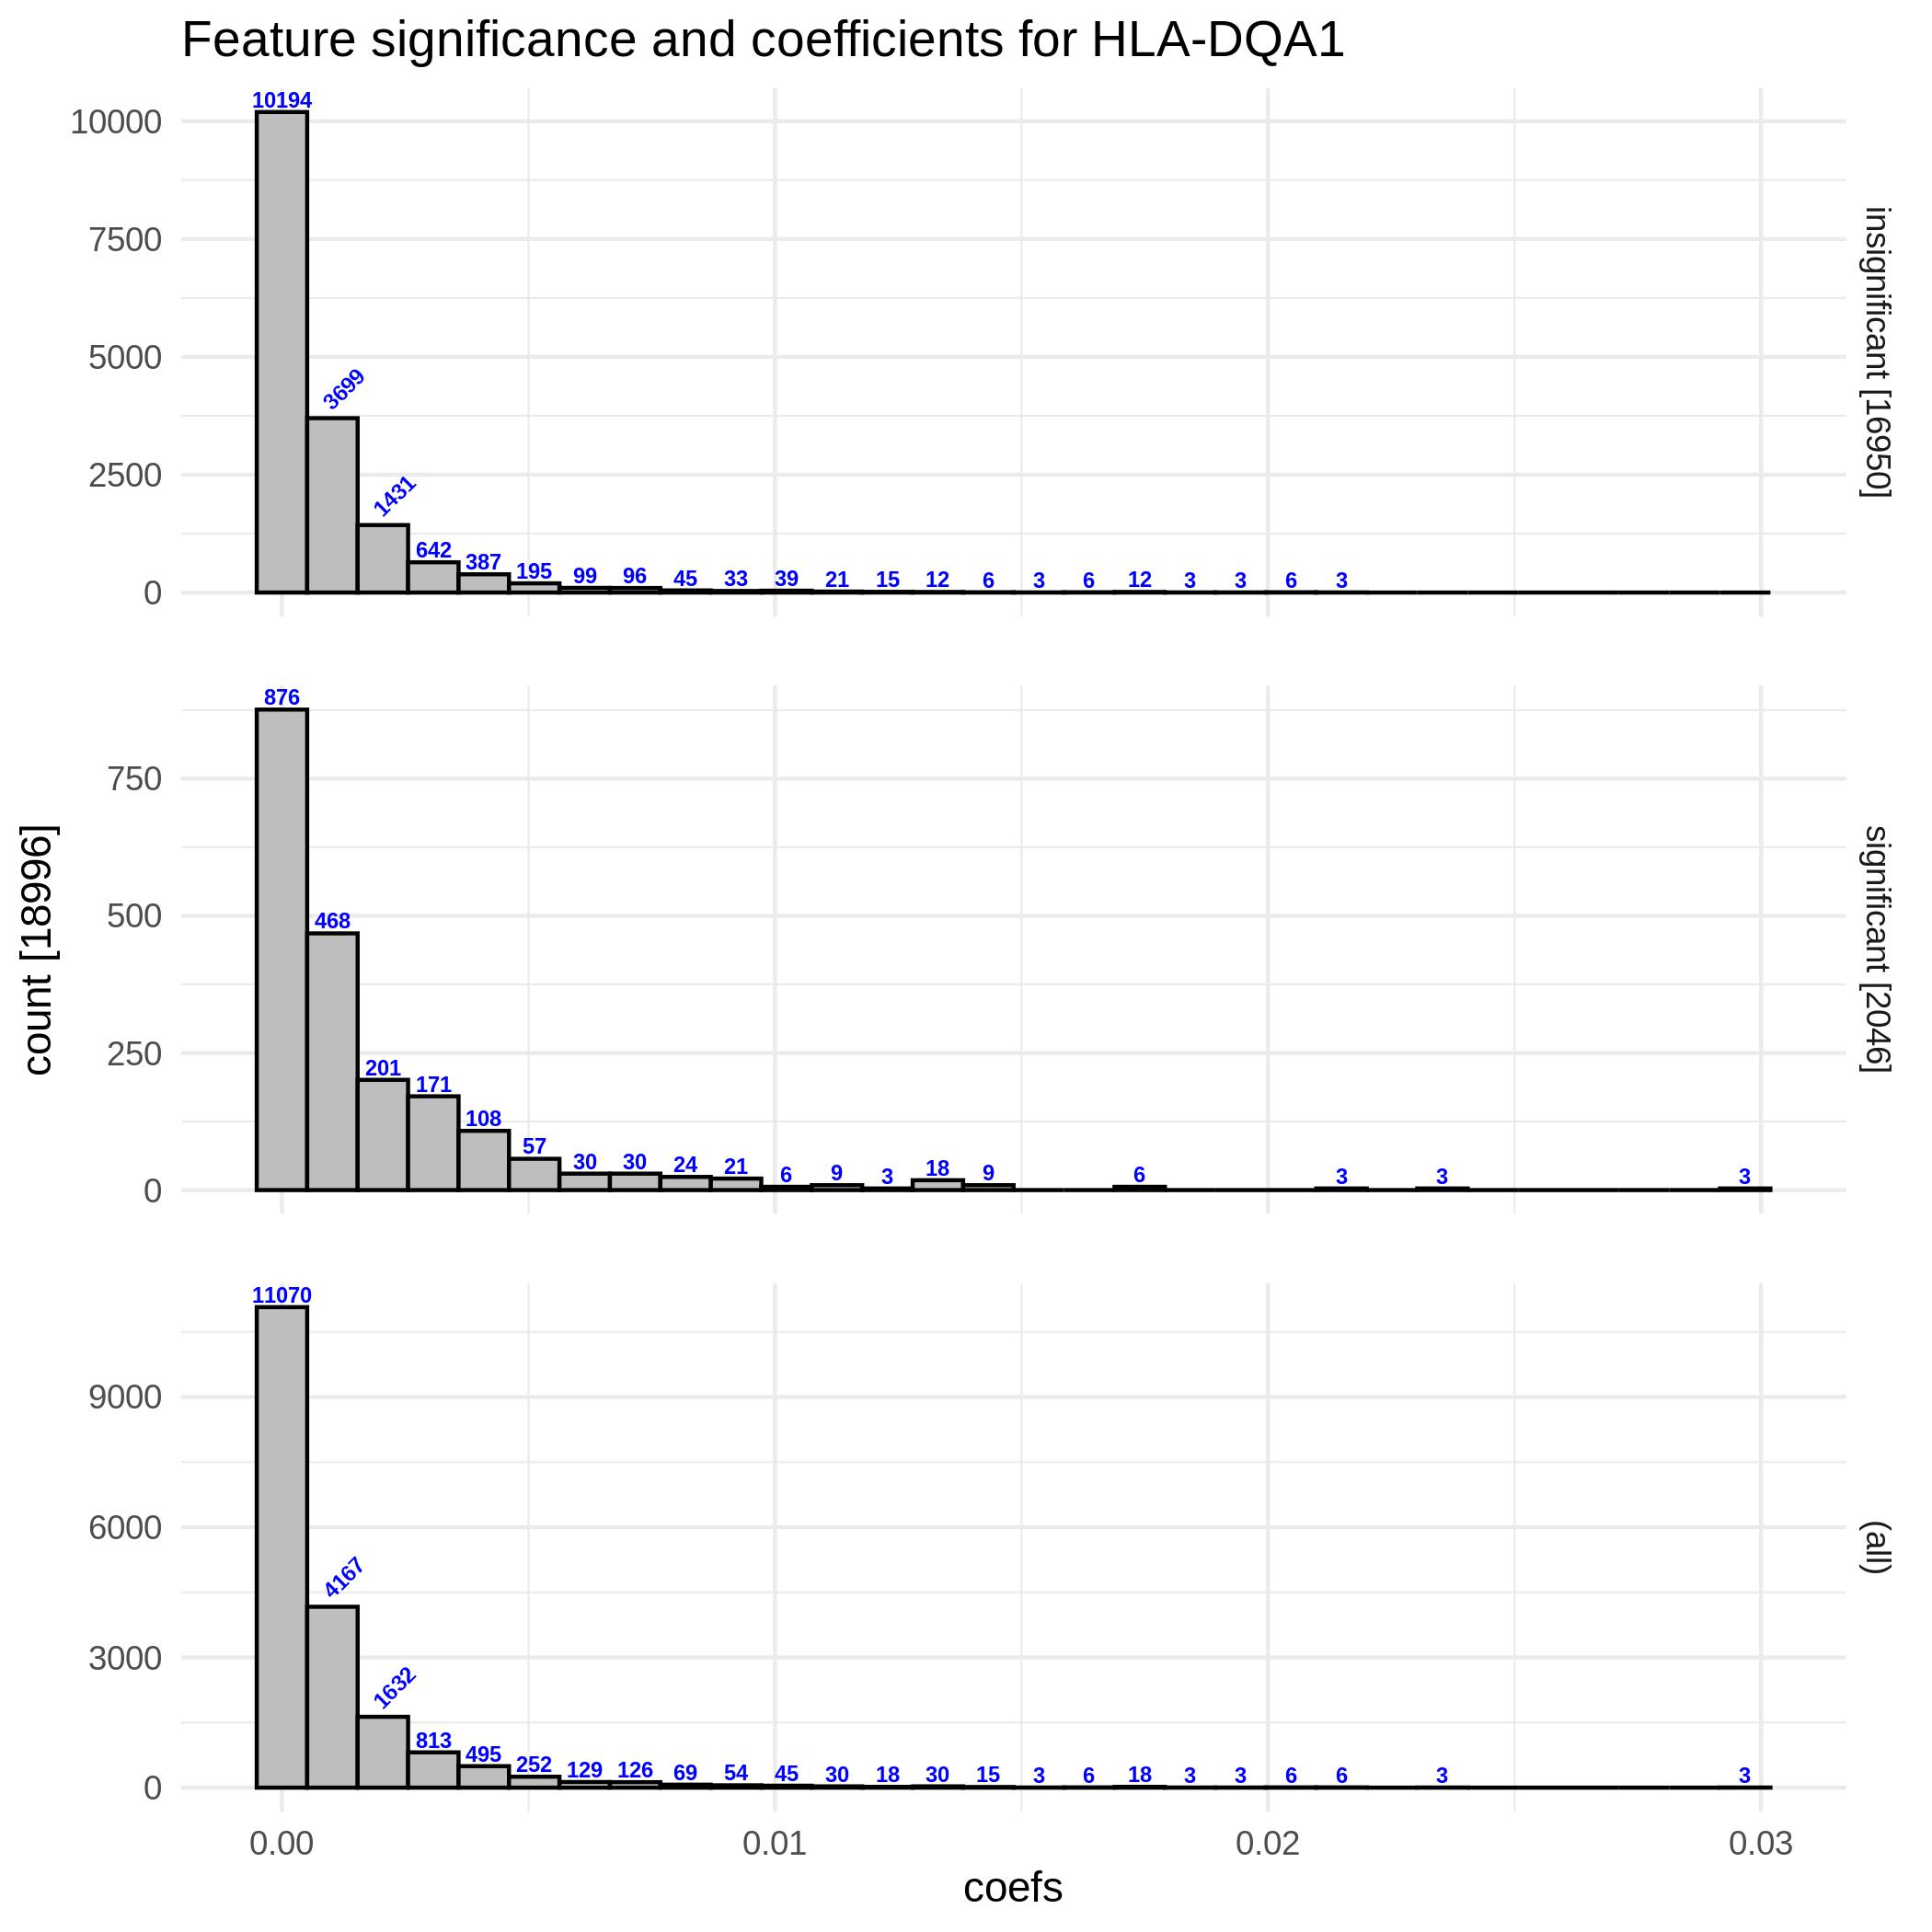 Feature significance and coefficients for HLA-DQA1
10194
10000
7500
5000
2500
0
3699
1431
642 387 195 99 96 45 33 39 21 15 12 6 3 6 12 3 3 6 3
insignificant [16950]
876
750
500
250
0
468
201 171 108 57 30 30 24 21 6 9 3 18 9 6 3 3 3
significant [2046]
count [18996]
11070
9000
6000
3000
0
4167
1632
813 495 252 129 126 69 54 45 30 18 30 15 3 6 18 3 3 6 6 3 3
(all)
0.00 0.01 0.02 0.03
coefs